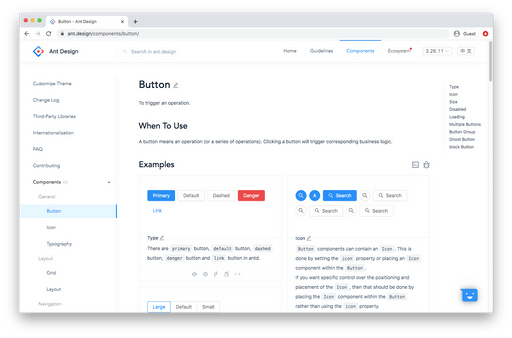 Button - Ant Design
ant.design/components/button/
Guest
Ant Design
Search in ant.design
Home
Guidelines
Components
Ecosystem
3.26.11
中 文
Customize Theme
Change Log
Third-Party Libraries
Internationalization
FAQ
Contributing
Components
General
Button
Icon
Typography
Layout
Grid
Layout
Navigation
Button
To trigger an operation.
When To Use
A button means an operation (or a series of operations). Clicking a button will trigger corresponding business logic.
Examples
Primary Default Dashed Danger
Link
Type
There are primary button, default button, dashed
button, danger button and link button in antd.
Large Default Small
A Search Search
Search Search
Icon
Button components can contain an Icon. This is
done by setting the icon property or placing an Icon
component within the Button.
If you want specific control over the positioning and
placement of the Icon, then that should be done by
placing the Icon component within the Button
rather than using the icon property.
Type
Icon
Size
Disabled
Loading
Multiple Buttons
Button Group
Ghost Button
block Button